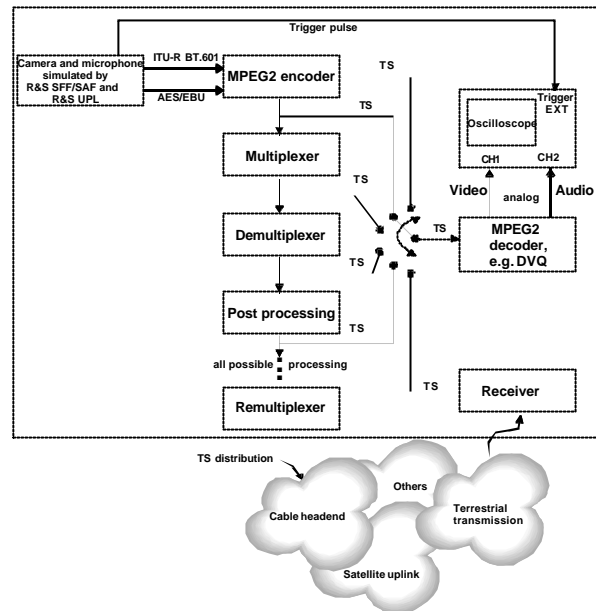 Trigger pulse
Camera and microphone
simulated by
R&S SFF/SAF and
R&S UPL
ITU-R BT.601
AES/EBU
MPEG2 encoder
TS
TS
Trigger
EXT
Oscilloscope
CH1
CH2
Multiplexer
TS
Video
analog
Audio
Demultiplexer
TS
TS
MPEG2
decoder,
e.g. DVQ
Post processing
TS
all possible
processing
TS
Remultiplexer
Receiver
TS distribution
Others
Cable headend
Terrestrial
transmission
Satellite uplink